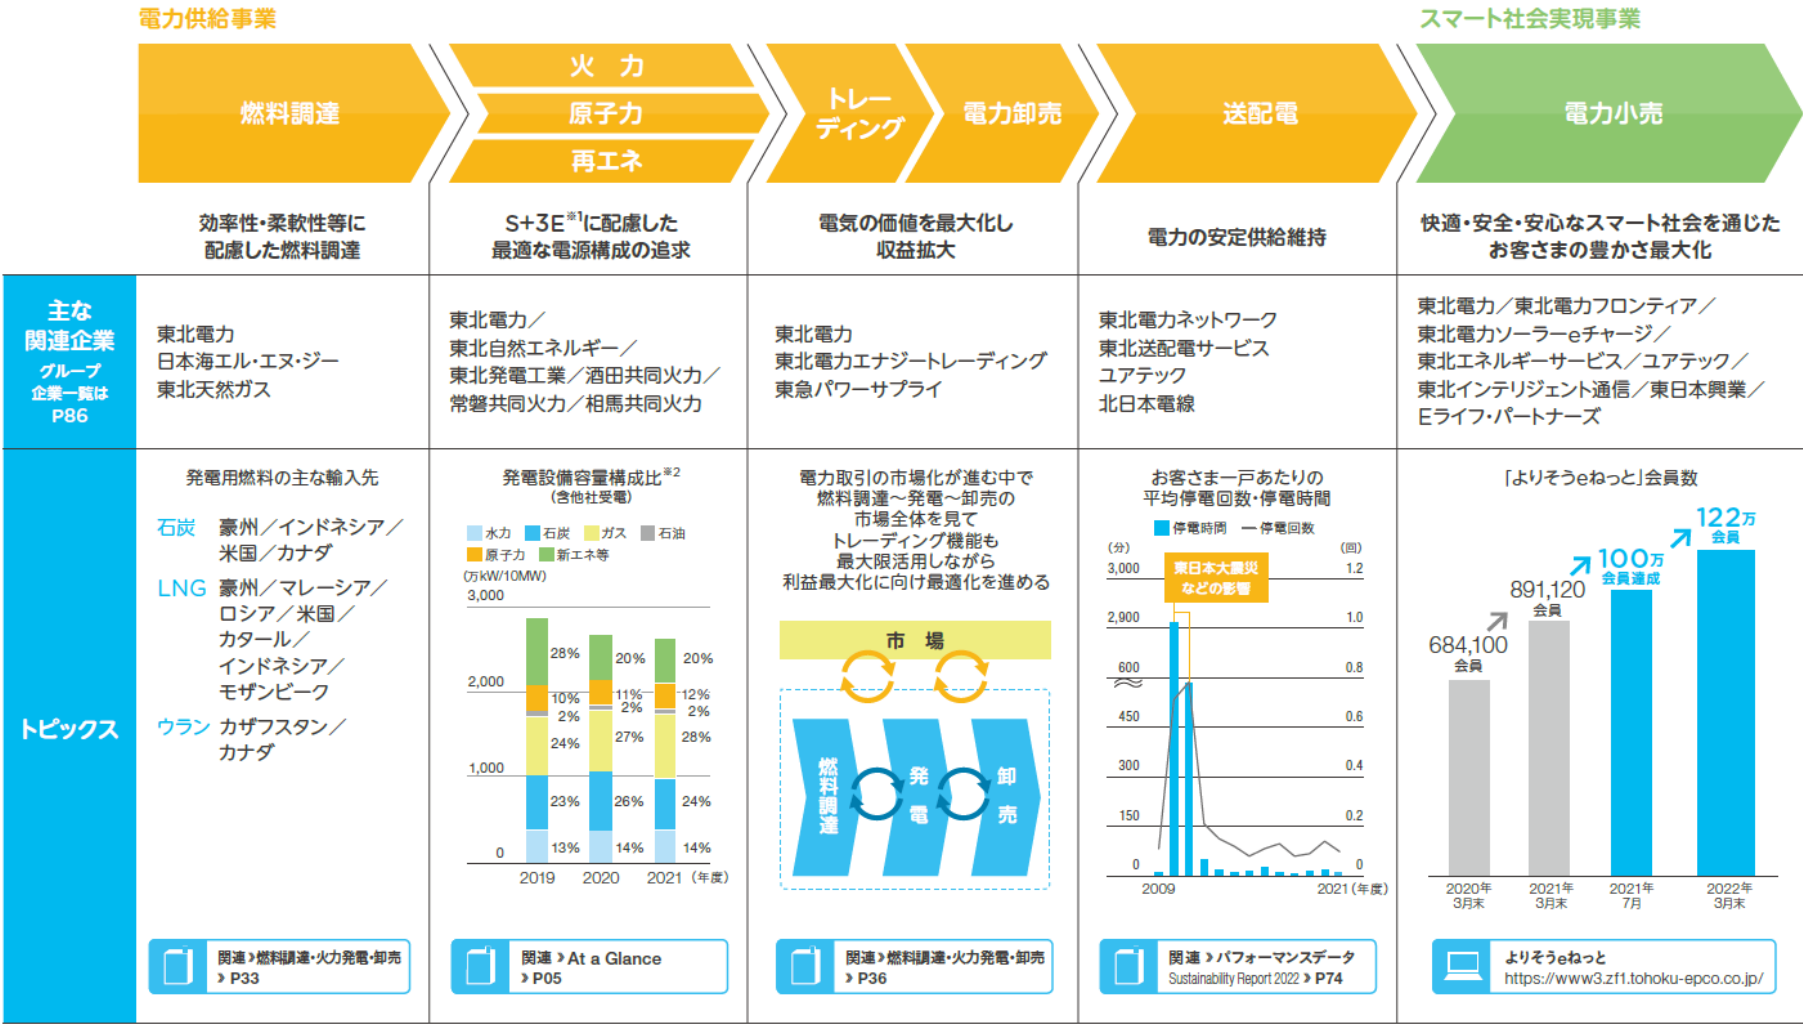 電力供給事業
スマート社会実現事業
燃料調達
火　力
原子力
再エネ
トレー
ディング
電力卸売
送配電
電力小売
効率性・柔軟性等に
配慮した燃料調達
S+3E※1に配慮した
最適な電源構成の追求
電気の価値を最大化し
収益拡大
電力の安定供給維持
快適・安全・安心なスマート社会を通じた
お客さまの豊かさ最大化
主な
関連企業
グループ
企業一覧は
P86
東北電力
日本海エル・エヌ・ジー
東北天然ガス
東北電力／
東北自然エネルギー／
東北発電工業／酒田共同火力／
常磐共同火力／相馬共同火力
東北電力
東北電力エナジートレーディング
東急パワーサプライ
東北電力ネットワーク
東北送配電サービス
ユアテック
北日本電線
東北電力／東北電力フロンティア／
東北電力ソーラーeチャージ／
東北エネルギーサービス／ユアテック／
東北インテリジェント通信／東日本興業／
Eライフ・パートナーズ
トピックス
発電用燃料の主な輸入先
石炭　豪州／インドネシア／
米国／カナダ
LNG　豪州／マレーシア／
ロシア／米国／
カタール／
インドネシア／
モザンビーク
ウラン　カザフスタン／
カナダ
関連 › 燃料調達・火力発電・卸売
› P33
発電設備容量構成比※2
(含他社受電)
水力　石炭　ガス　石油
原子力　新エネ等
(万kW/10MW)
3,000
2,000
1,000
0
28%
10%
2%
24%
23%
13%
20%
11%
2%
27%
26%
14%
20%
12%
2%
28%
24%
14%
2019　2020　2021（年度）
関連 › At a Glance
› P05
電力取引の市場化が進む中で
燃料調達～発電～卸売の
市場全体を見て
トレーディング機能も
最大限活用しながら
利益最大化に向け最適化を進める
市　場
燃料調達
発電
卸売
関連 › 燃料調達・火力発電・卸売
› P36
お客さま一戸あたりの
平均停電回数・停電時間
停電時間　停電回数
(分)　(回)
東日本大震災
などの影響
3,000　1.2
2,900　1.0
600　0.8
450　0.6
300　0.4
150　0.2
0　0
2009　2021（年度）
関連 › パフォーマンスデータ
Sustainability Report 2022 › P74
「よりそうeねっと」会員数
684,100
会員
891,120
会員
100万
会員達成
122万
会員
2020年
3月末
2021年
3月末
2021年
7月
2022年
3月末
よりそうeねっと
https://www3.zf1.tohoku-epco.co.jp/